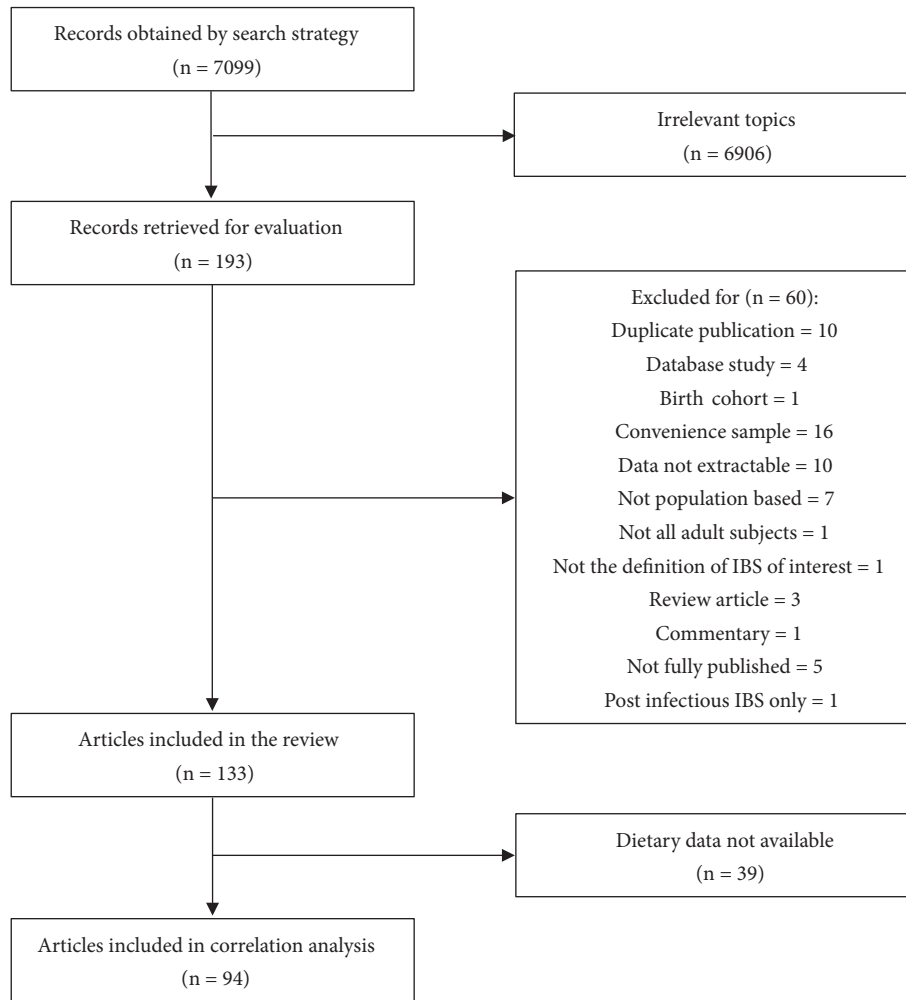 Records obtained by search strategy
(n = 7099)
Irrelevant topics
(n = 6906)
Records retrieved for evaluation
(n = 193)
Excluded for (n = 60):
Duplicate publication = 10
Database study = 4
Birth cohort = 1
Convenience sample = 16
Data not extractable = 10
Not population based = 7
Not all adult subjects = 1
Not the definition of IBS of interest = 1
Review article = 3
Commentary = 1
Not fully published = 5
Post infectious IBS only = 1
Articles included in the review
(n = 133)
Dietary data not available
(n = 39)
Articles included in correlation analysis
(n = 94)